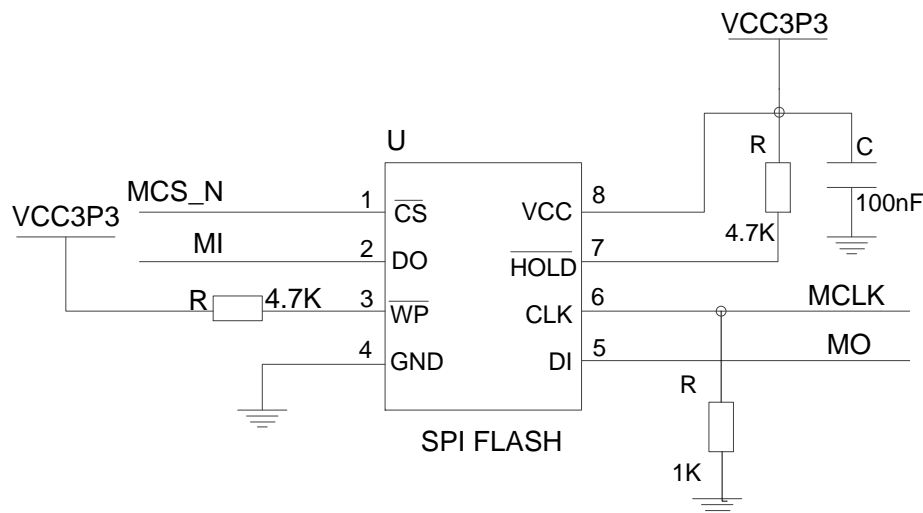 VCC3P3
U
R
C
MCS_N
1
CS
VCC
8
100nF
VCC3P3
MI
2
DO
HOLD
7
4.7K
R
4.7K
3
WP
CLK
6
MCLK
4
GND
DI
5
MO
R
SPI FLASH
1K